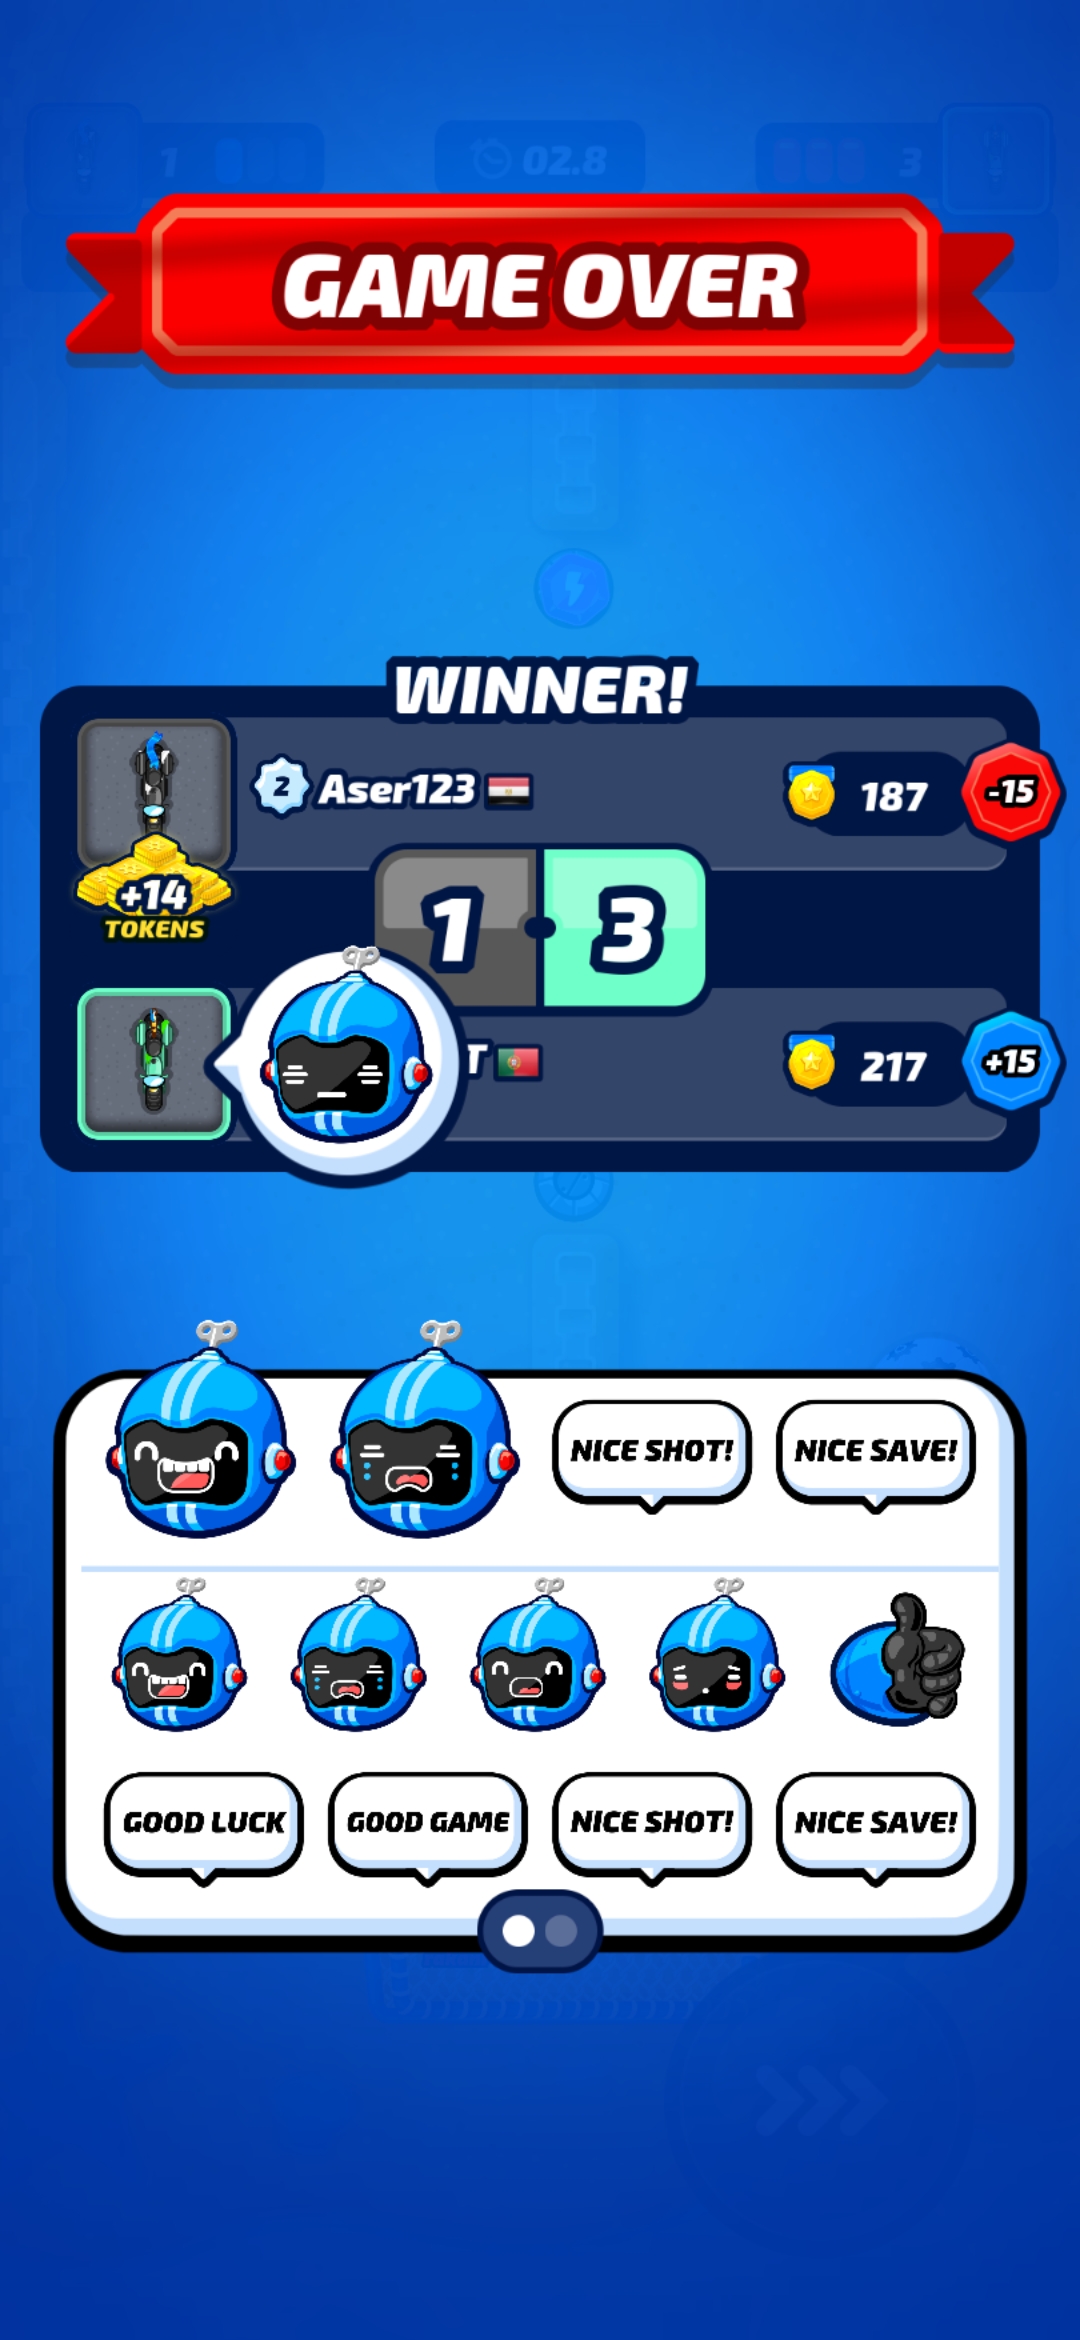 1 02.8 3
GAME OVER
WINNER!
2 Aser123 187 -15
+14
TOKENS
1 3
T 217 +15
NICE SHOT! NICE SAVE!
GOOD LUCK GOOD GAME NICE SHOT! NICE SAVE!